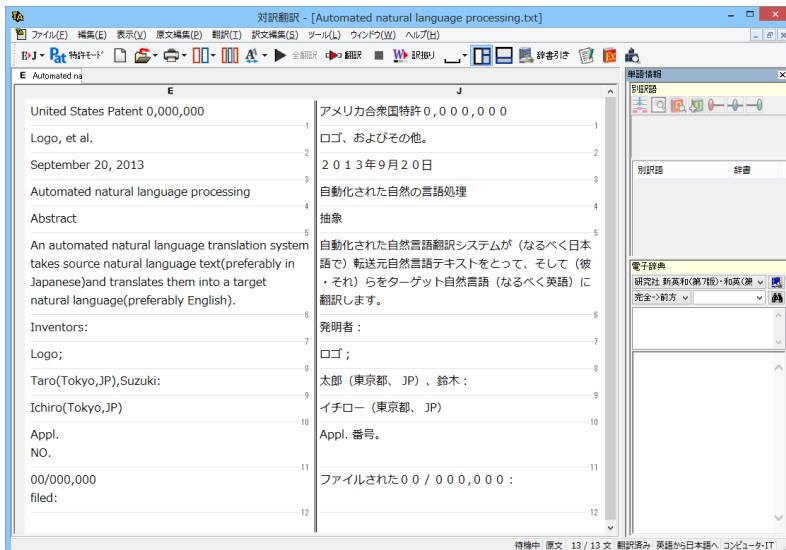 対訳翻訳 - [Automated natural language processing.txt]
ファイル(F) 編集(E) 表示(V) 原文編集(P) 翻訳(T) 訳文編集(S) ツール(L) ウィンドウ(W) ヘルプ(H)
E›J Pat 特許モード 全翻訳 翻訳 訳振り 辞書引き
E Automated na
E J
United States Patent 0,000,000
アメリカ合衆国特許０,０００,０００
1
Logo, et al.
ロゴ、およびその他。
2
September 20, 2013
２０１３年9月２０日
3
Automated natural language processing
自動化された自然の言語処理
4
Abstract
抽象
5
An automated natural language translation system
takes source natural language text(preferably in
Japanese)and translates them into a target
natural language(preferably English).
自動化された自然言語翻訳システムが（なるべく日本
語で）転送元自然言語テキストをとって、そして（彼
・それ）らをターゲット自然言語（なるべく英語）に
翻訳します。
6
Inventors:
発明者：
7
Logo;
ロゴ；
8
Taro(Tokyo,JP),Suzuki:
太郎（東京都、 JP）、鈴木：
9
Ichiro(Tokyo,JP)
イチロー（東京都、 JP）
10
Appl.
NO.
Appl. 番号。
11
00/000,000
filed:
ファイルされた００/０００,０００：
12
単語情報
別訳語
別訳語 辞書
電子辞典
研究社 新英和(第7版)・和英(第
完全->前方
待機中 原文 13 / 13 文 翻訳済み 英語から日本語へ コンピュータ・IT